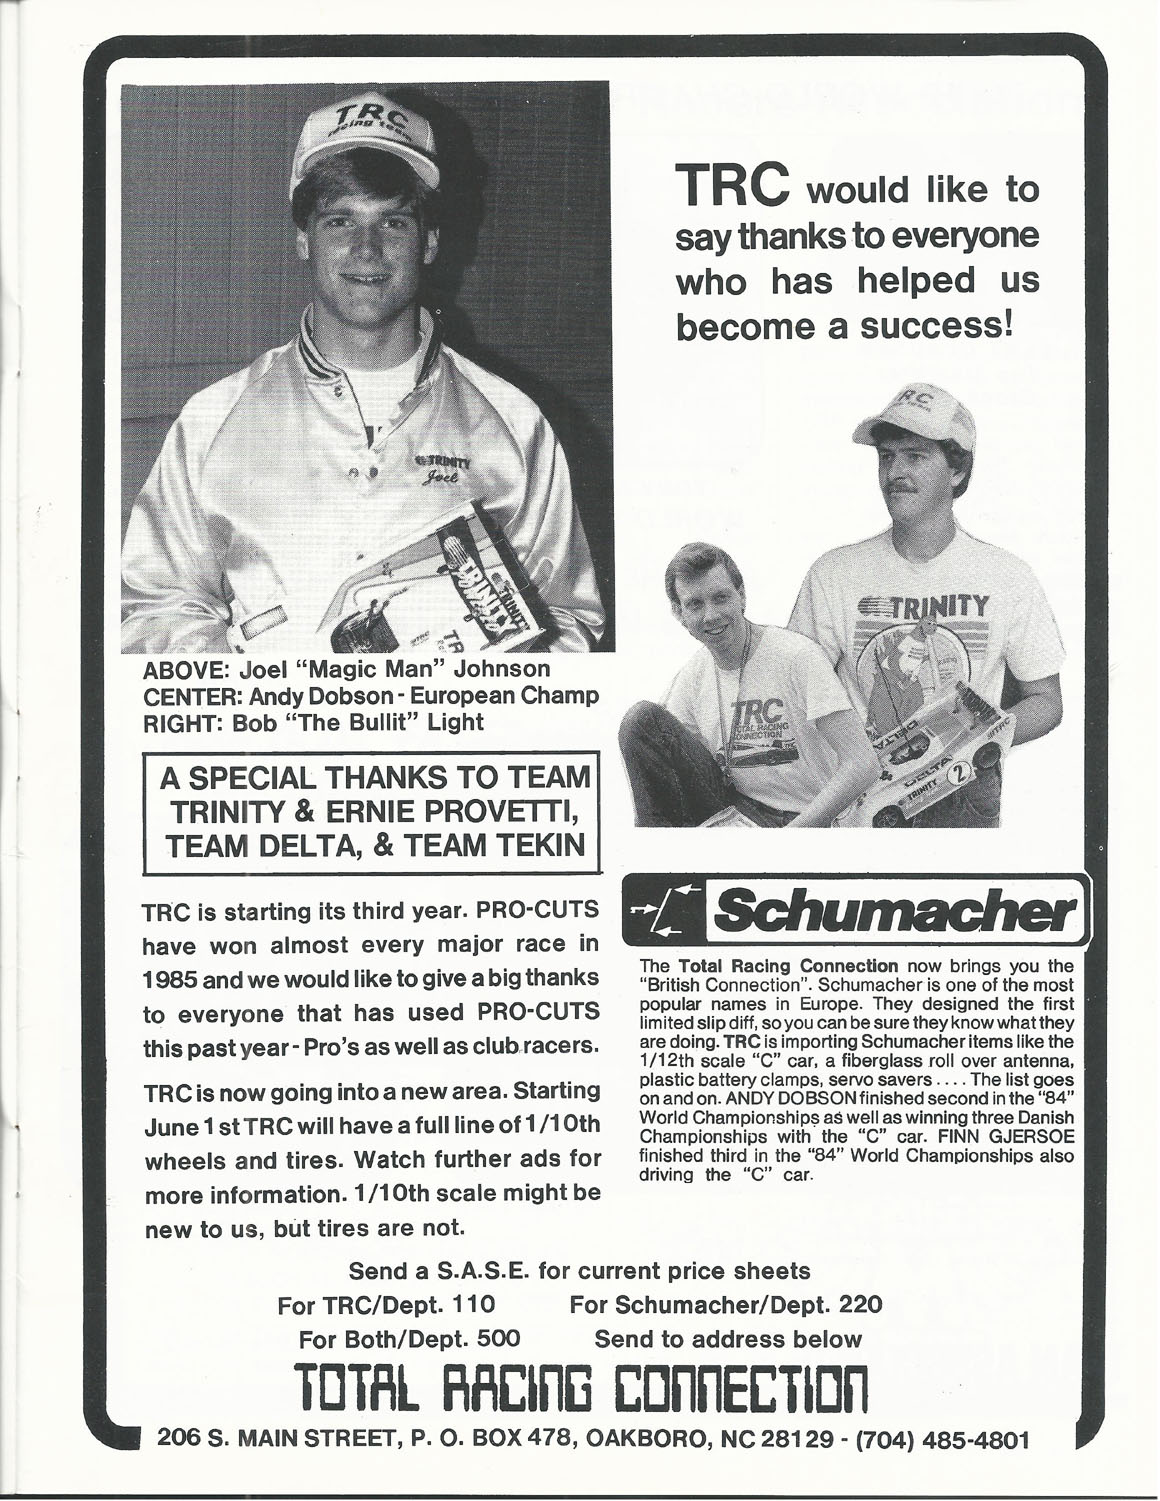 TRC
racing team
TRINITY
Joel
TRINITY
TRINITY
TRC
TRC would like to
say thanks to everyone
who has helped us
become a success!
RC
TRINITY
TRC
TOTAL RACING
CONNECTION
DELTA
TRC
DELTA
2
TRINITY
ABOVE: Joel “Magic Man” Johnson
CENTER: Andy Dobson - European Champ
RIGHT: Bob “The Bullit” Light
A SPECIAL THANKS TO TEAM
TRINITY & ERNIE PROVETTI,
TEAM DELTA, & TEAM TEKIN
TRC is starting its third year. PRO-CUTS
have won almost every major race in
1985 and we would like to give a big thanks
to everyone that has used PRO-CUTS
this past year - Pro's as well as club racers.
TRC is now going into a new area. Starting
June 1st TRC will have a full line of 1/10th
wheels and tires. Watch further ads for
more information. 1/10th scale might be
new to us, but tires are not.
Schumacher
The Total Racing Connection now brings you the
“British Connection”. Schumacher is one of the most
popular names in Europe. They designed the first
limited slip diff, so you can be sure they know what they
are doing. TRC is importing Schumacher items like the
1/12th scale “C” car, a fiberglass roll over antenna,
plastic battery clamps, servo savers . . . . The list goes
on and on. ANDY DOBSON finished second in the “84”
World Championships as well as winning three Danish
Championships with the “C” car. FINN GJERSOE
finished third in the “84” World Championships also
driving the “C” car.
Send a S.A.S.E. for current price sheets
For TRC/Dept. 110 For Schumacher/Dept. 220
For Both/Dept. 500 Send to address below
TOTAL RACING CONNECTION
206 S. MAIN STREET, P. O. BOX 478, OAKBORO, NC 28129 - (704) 485-4801